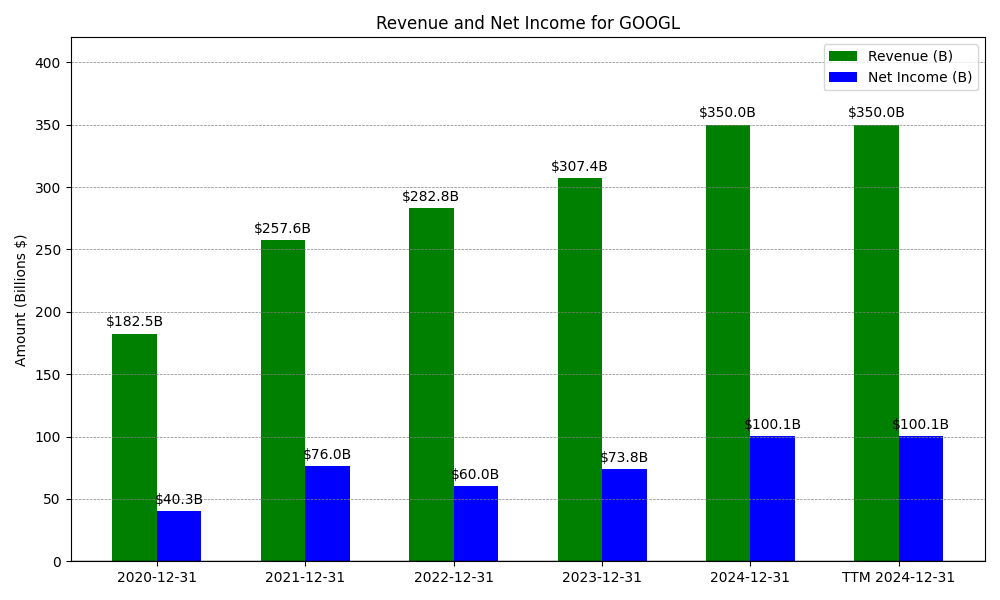 Revenue and Net Income for GOOGL
Revenue (B)
Net Income (B)
Amount (Billions $)
400
350
300
250
200
150
100
50
0
$182.5B
$40.3B
$257.6B
$76.0B
$282.8B
$60.0B
$307.4B
$73.8B
$350.0B
$100.1B
$350.0B
$100.1B
2020-12-31
2021-12-31
2022-12-31
2023-12-31
2024-12-31
TTM 2024-12-31